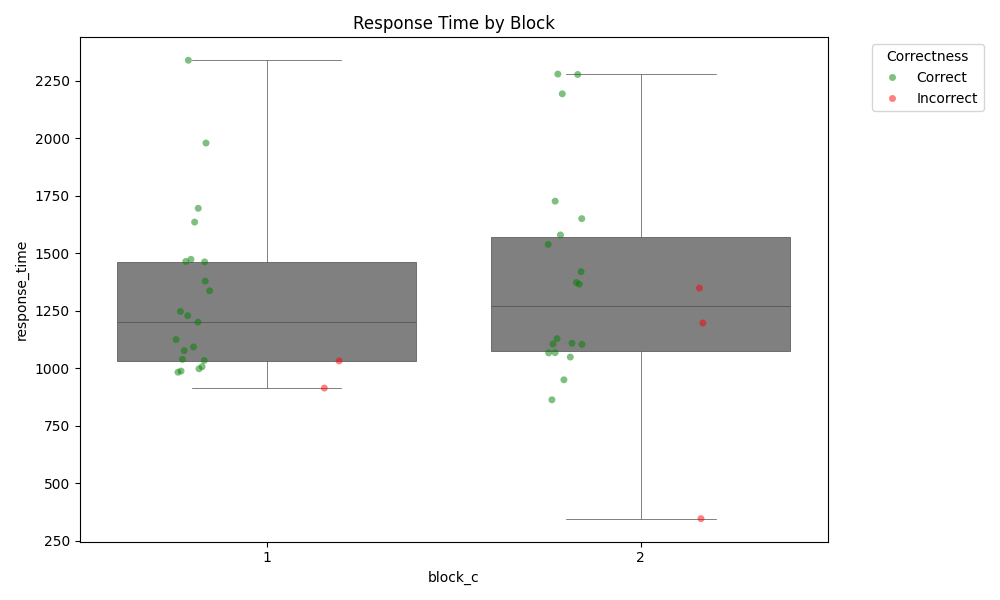 Response Time by Block
Correctness
Correct
Incorrect
response_time
2250
2000
1750
1500
1250
1000
750
500
250
1
2
block_c